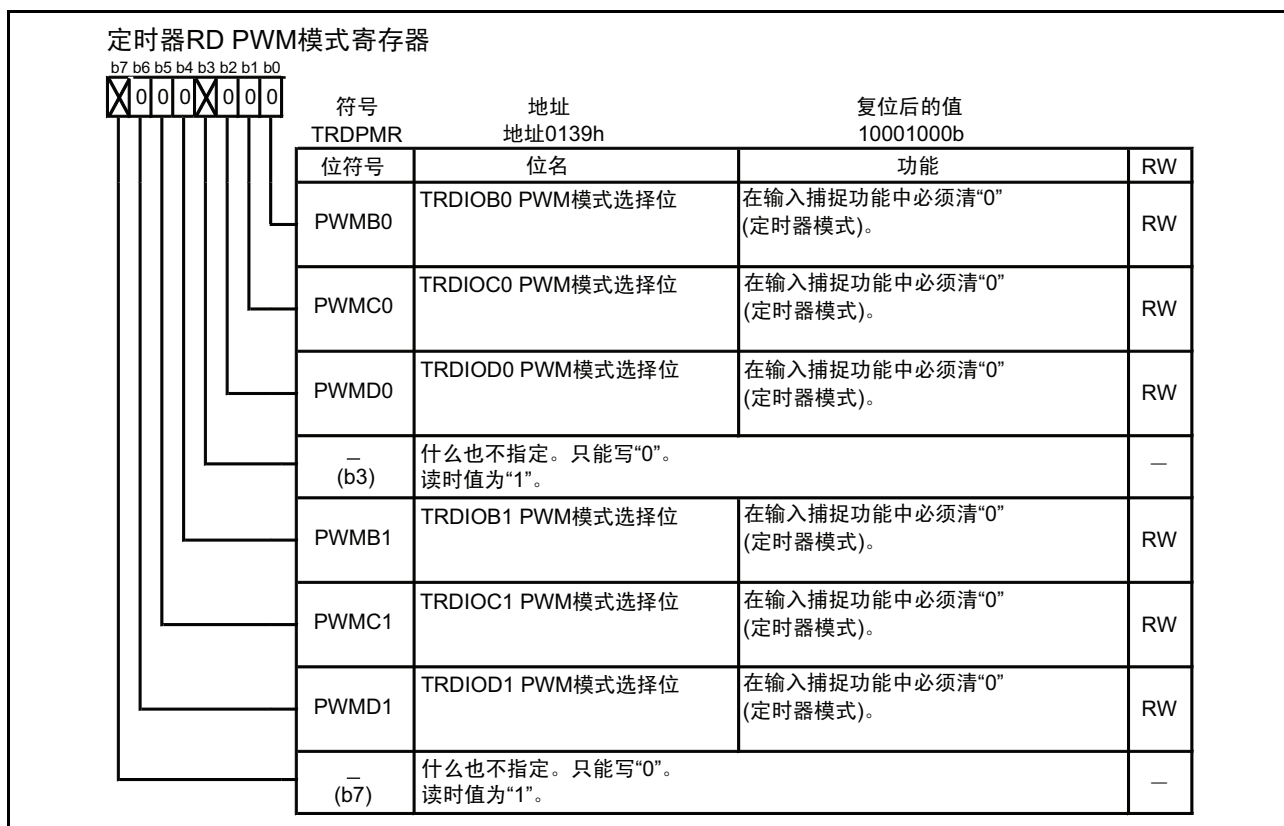 定时器RD PWM模式寄存器
b7 b6 b5 b4 b3 b2 b1 b0
0 0 0 0 0 0
符号 地址 复位后的值
TRDPMR 地址0139h 10001000b
位符号 位名 功能 RW
PWMB0 TRDIOB0 PWM模式选择位 在输入捕捉功能中必须清“0” RW
(定时器模式)。
PWMC0 TRDIOC0 PWM模式选择位 在输入捕捉功能中必须清“0” RW
(定时器模式)。
PWMD0 TRDIOD0 PWM模式选择位 在输入捕捉功能中必须清“0” RW
(定时器模式)。
— 什么也不指定。只能写“0”。 —
(b3) 读时值为“1”。
PWMB1 TRDIOB1 PWM模式选择位 在输入捕捉功能中必须清“0” RW
(定时器模式)。
PWMC1 TRDIOC1 PWM模式选择位 在输入捕捉功能中必须清“0” RW
(定时器模式)。
PWMD1 TRDIOD1 PWM模式选择位 在输入捕捉功能中必须清“0” RW
(定时器模式)。
— 什么也不指定。只能写“0”。 —
(b7) 读时值为“1”。